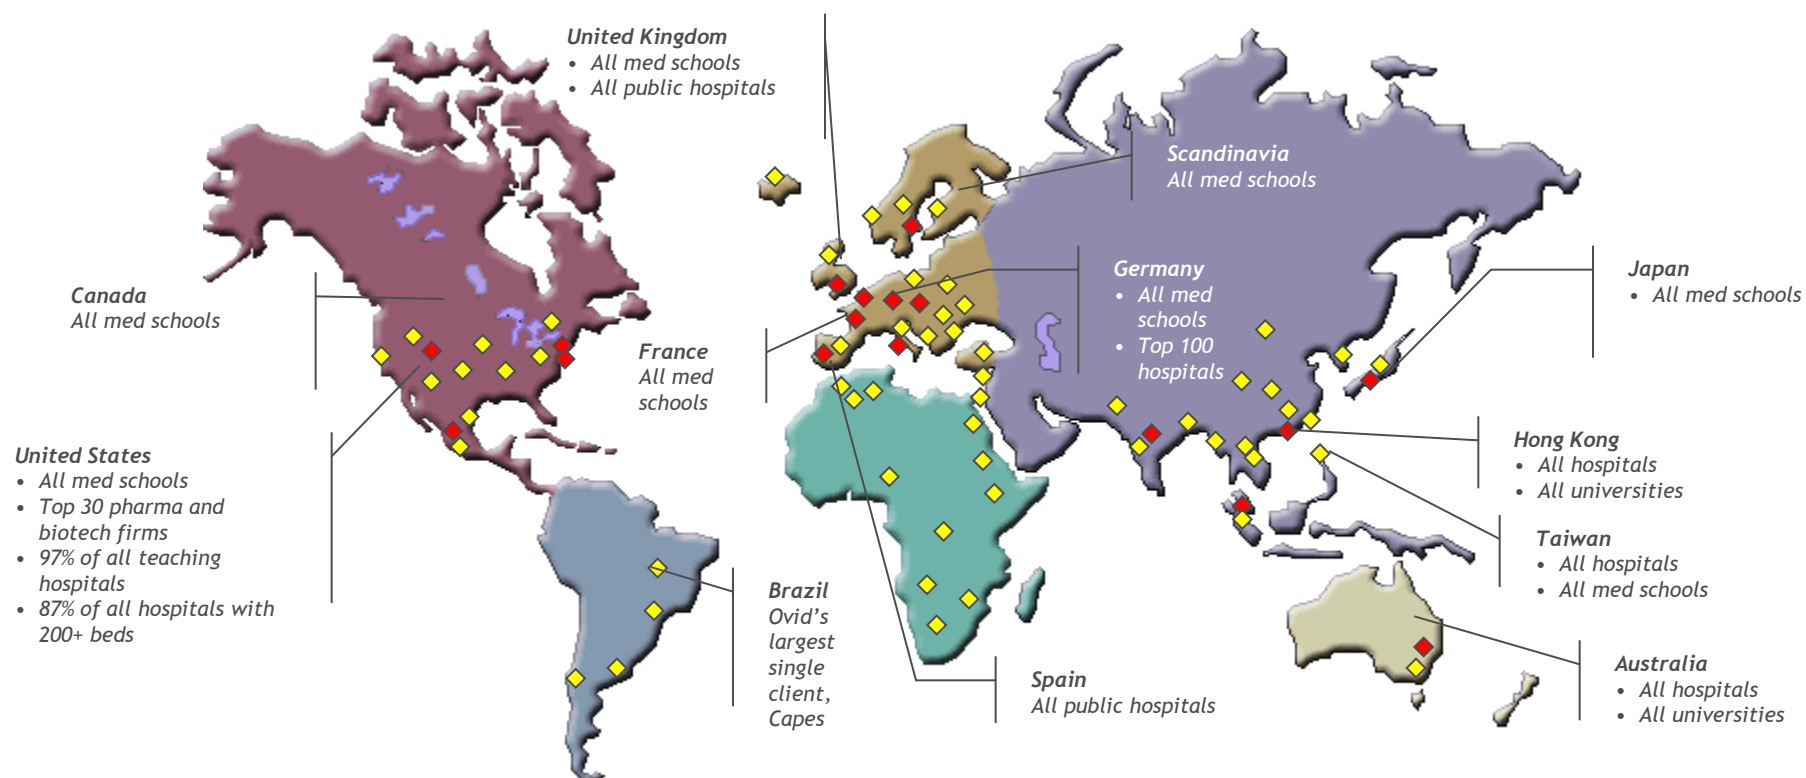 United Kingdom
• All med schools
• All public hospitals
Scandinavia
All med schools
Canada
All med schools
Germany
• All med
schools
• Top 100
hospitals
Japan
• All med schools
France
All med
schools
United States
• All med schools
• Top 30 pharma and
biotech firms
• 97% of all teaching
hospitals
• 87% of all hospitals with
200+ beds
Hong Kong
• All hospitals
• All universities
Taiwan
• All hospitals
• All med schools
Brazil
Ovid’s
largest
single
client,
Capes
Spain
All public hospitals
Australia
• All hospitals
• All universities